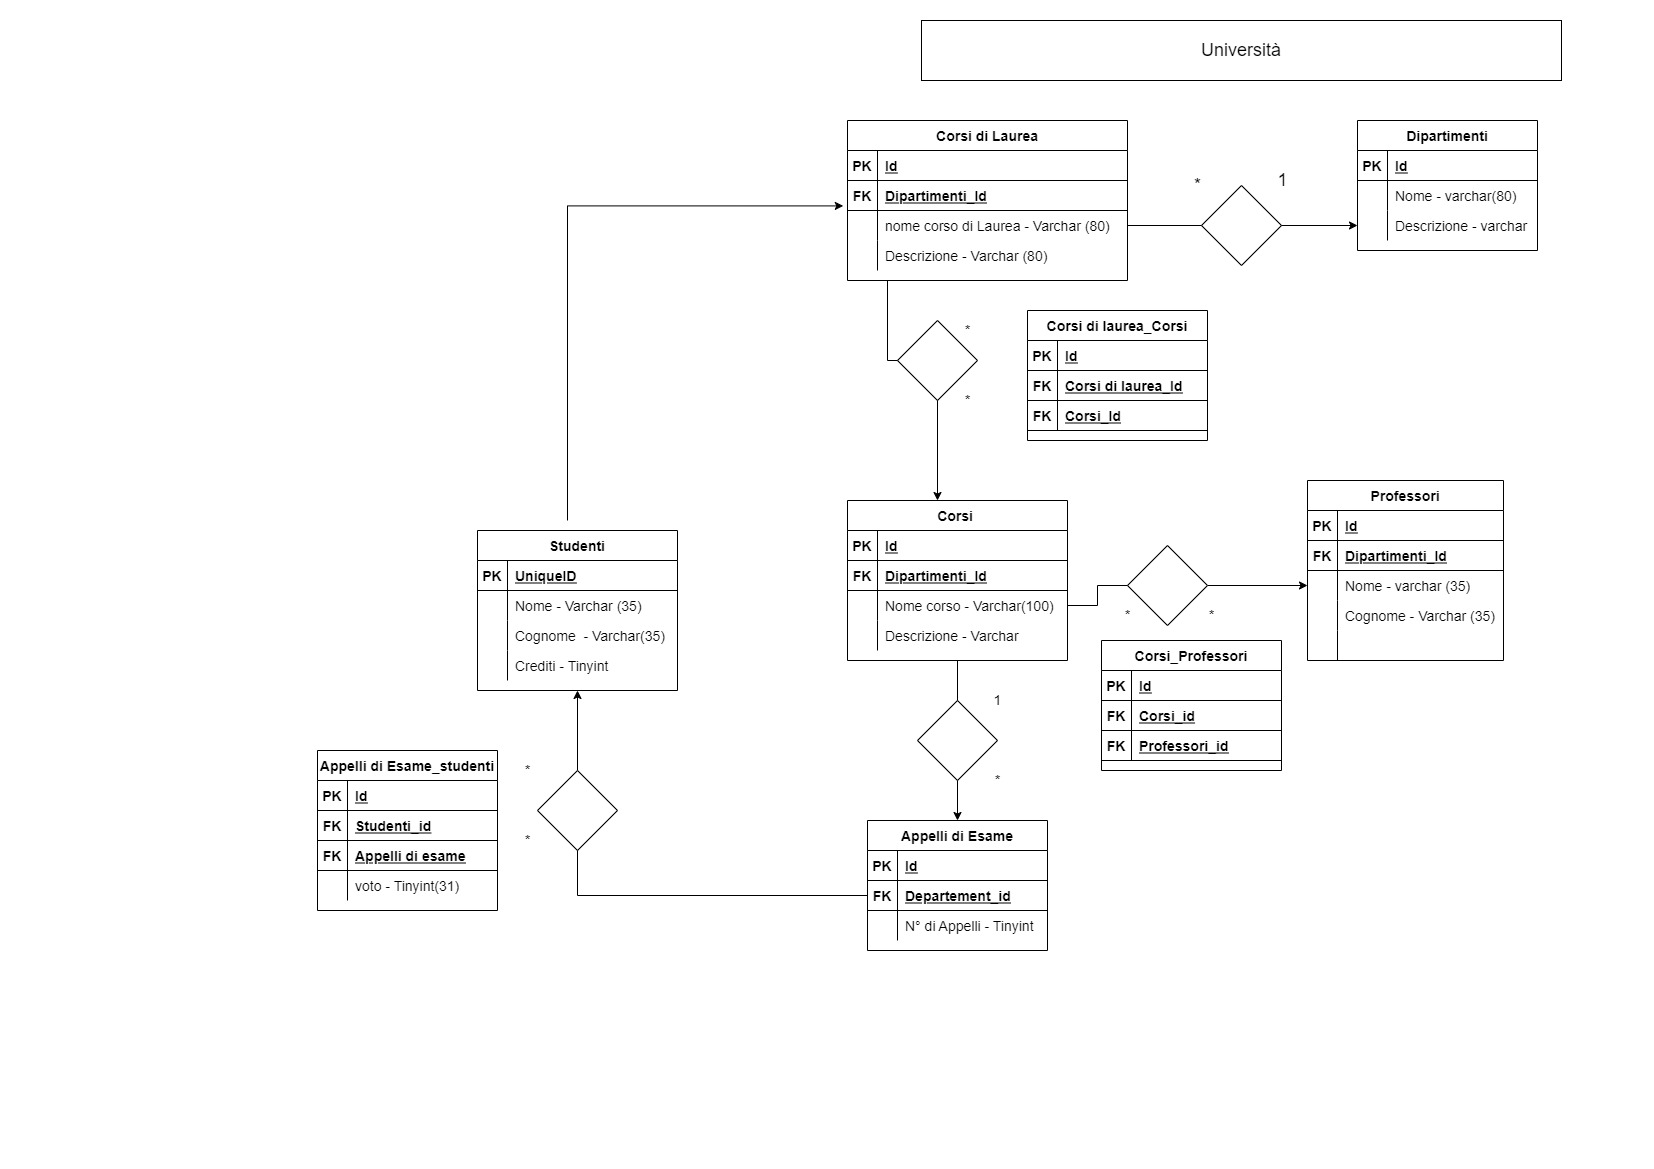 Università
Corsi di Laurea
PK Id
FK Dipartimenti_Id
nome corso di Laurea - Varchar (80)
Descrizione - Varchar (80)
* 1
Dipartimenti
PK Id
Nome - varchar(80)
Descrizione - varchar
*
*
Corsi di laurea_Corsi
PK Id
FK Corsi di laurea_Id
FK Corsi_Id
Corsi
PK Id
FK Dipartimenti_Id
Nome corso - Varchar(100)
Descrizione - Varchar
* *
Professori
PK Id
FK Dipartimenti_Id
Nome - varchar (35)
Cognome - Varchar (35)
Studenti
PK UniqueID
Nome - Varchar (35)
Cognome - Varchar(35)
Crediti - Tinyint
Corsi_Professori
PK Id
FK Corsi_id
FK Professori_id
1
*
Appelli di Esame_studenti
PK Id
FK Studenti_id
FK Appelli di esame
voto - Tinyint(31)
*
*
Appelli di Esame
PK Id
FK Departement_id
N° di Appelli - Tinyint